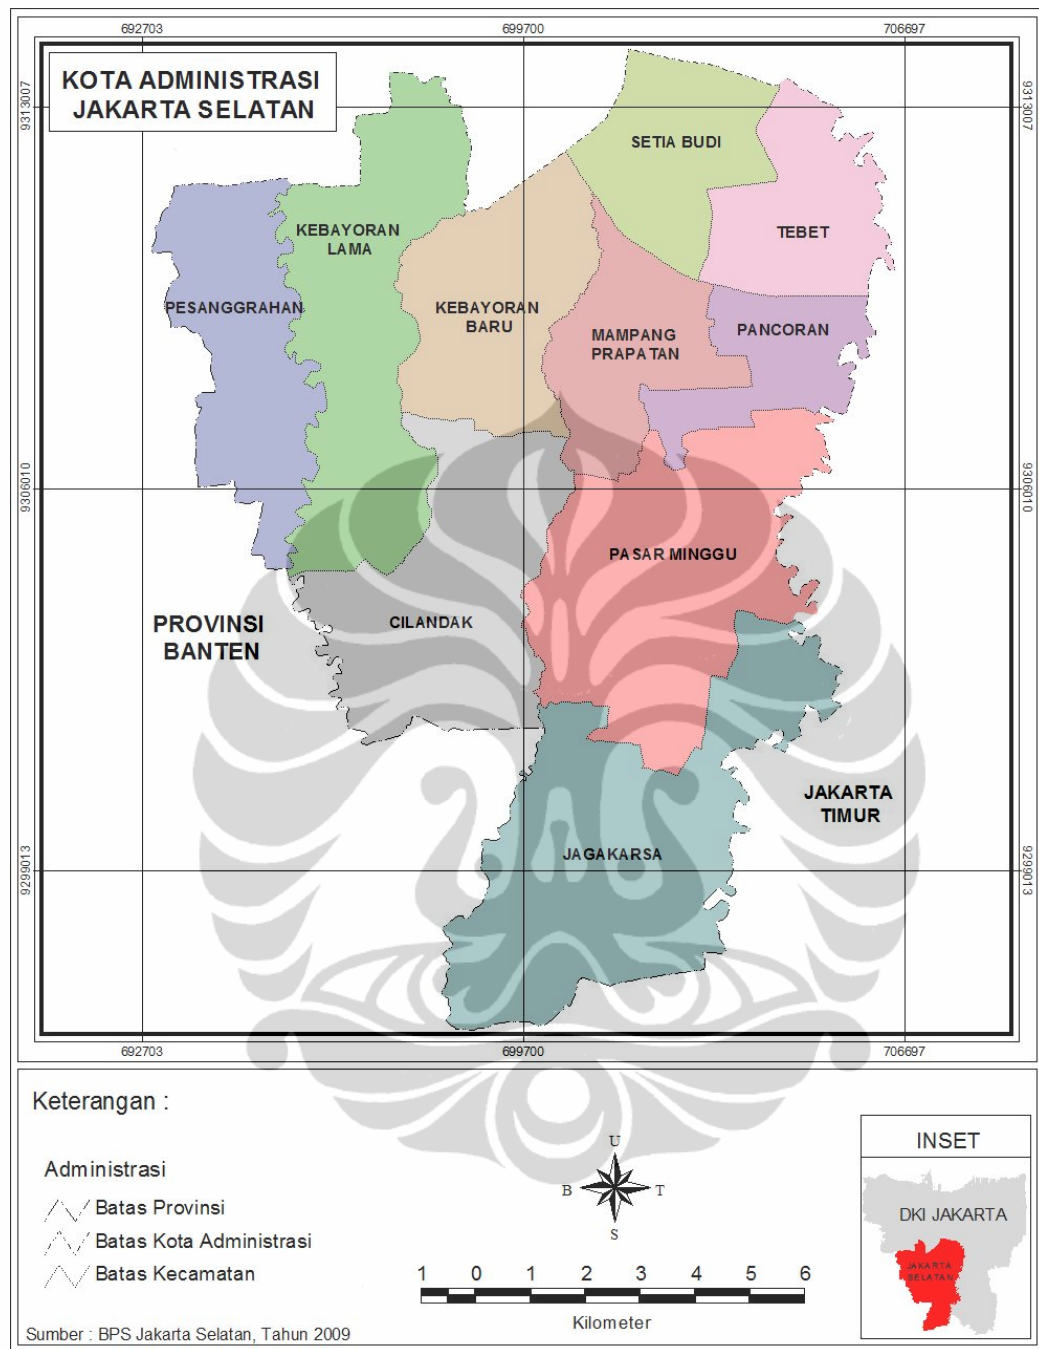 692703
699700
706697
KOTA ADMINISTRASI
JAKARTA SELATAN
9313007
9313007
SETIA BUDI
KEBAYORAN
LAMA
TEBET
PESANGGRAHAN
KEBAYORAN
BARU
MAMPANG
PRAPATAN
PANCORAN
9306010
9306010
PASAR MINGGU
PROVINSI
BANTEN
CILANDAK
JAKARTA
TIMUR
JAGAKARSA
9299013
9299013
692703
699700
706697
Keterangan :
Administrasi
Batas Provinsi
Batas Kota Administrasi
Batas Kecamatan
U
B
T
S
1 0 1 2 3 4 5 6
Kilometer
INSET
DKI JAKARTA
JAKARTA
SELATAN
Sumber : BPS Jakarta Selatan, Tahun 2009